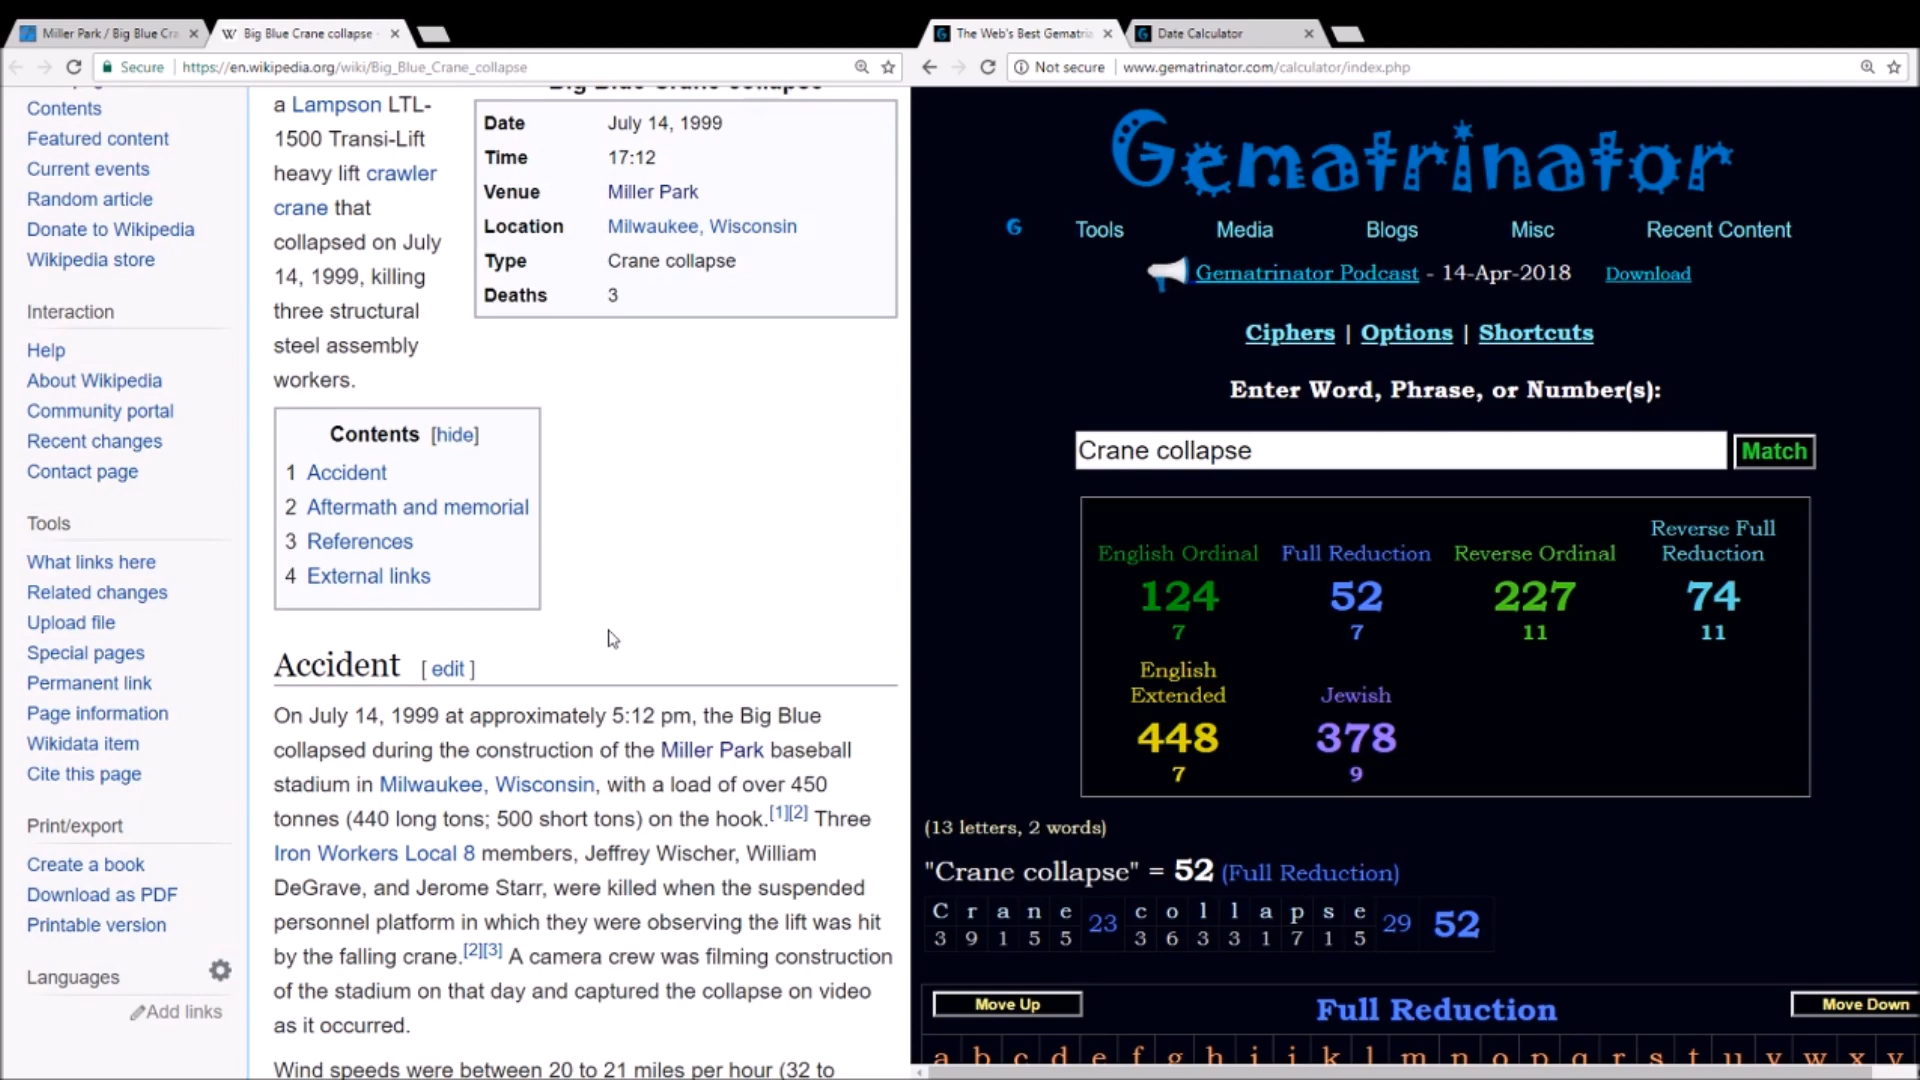 Miller Park / Big Blue Cra
Big Blue Crane collapse -
The Web's Best Gematria
Date Calculator
Secure
https://en.wikipedia.org/wiki/Big_Blue_Crane_collapse
Not secure
www.gematrinator.com/calculator/index.php
Contents
Featured content
Current events
Random article
Donate to Wikipedia
Wikipedia store
Interaction
Help
About Wikipedia
Community portal
Recent changes
Contact page
Tools
What links here
Related changes
Upload file
Special pages
Permanent link
Page information
Wikidata item
Cite this page
Print/export
Create a book
Download as PDF
Printable version
Languages
Add links
a Lampson LTL-
1500 Transi-Lift
heavy lift crawler
crane that
collapsed on July
14, 1999, killing
three structural
steel assembly
workers.
Big Blue Crane collapse
Date July 14, 1999
Time 17:12
Venue Miller Park
Location Milwaukee, Wisconsin
Type Crane collapse
Deaths 3
Contents [hide]
1 Accident
2 Aftermath and memorial
3 References
4 External links
Accident [ edit ]
On July 14, 1999 at approximately 5:12 pm, the Big Blue
collapsed during the construction of the Miller Park baseball
stadium in Milwaukee, Wisconsin, with a load of over 450
tonnes (440 long tons; 500 short tons) on the hook.[1][2] Three
Iron Workers Local 8 members, Jeffrey Wischer, William
DeGrave, and Jerome Starr, were killed when the suspended
personnel platform in which they were observing the lift was hit
by the falling crane.[2][3] A camera crew was filming construction
of the stadium on that day and captured the collapse on video
as it occurred.
Wind speeds were between 20 to 21 miles per hour (32 to
Gematrinator
G Tools Media Blogs Misc Recent Content
Gematrinator Podcast - 14-Apr-2018 Download
Ciphers | Options | Shortcuts
Enter Word, Phrase, or Number(s):
Crane collapse
Match
English Ordinal
124
7
Full Reduction
52
7
Reverse Ordinal
227
11
Reverse Full
Reduction
74
11
English
Extended
448
7
Jewish
378
9
(13 letters, 2 words)
"Crane collapse" = 52 (Full Reduction)
C r a n e 23 c o l l a p s e 29 52
3 9 1 5 5 3 6 3 3 1 7 1 5
Move Up
Full Reduction
Move Down
a b c d e f g h i j k l m n o p q r s t u v w x y